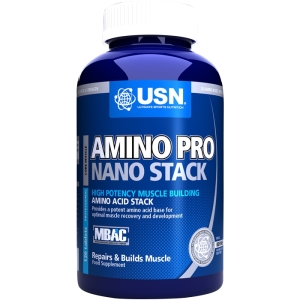 USN
ULTIMATE SPORTS NUTRITION
AMINO PRO
NANO STACK
HIGH POTENCY MUSCLE BUILDING
AMINO ACID STACK
Provides a potent amino acid base for
optimal muscle recovery and development
MBAC
Repairs & Builds Muscle
Food Supplement